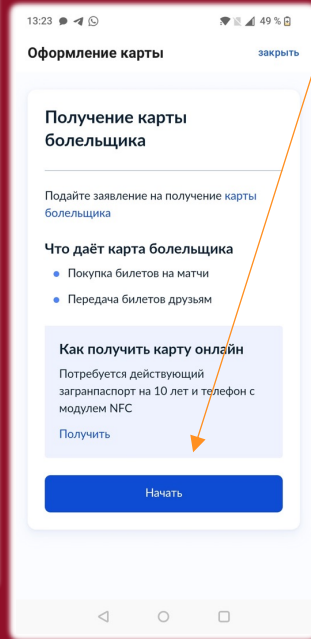 13:23 49 %
Оформление карты закрыть
Получение карты
болельщика
Подайте заявление на получение карты
болельщика
Что даёт карта болельщика
Покупка билетов на матчи
Передача билетов друзьям
Как получить карту онлайн
Потребуется действующий
загранпаспорт на 10 лет и телефон с
модулем NFC
Получить
Начать